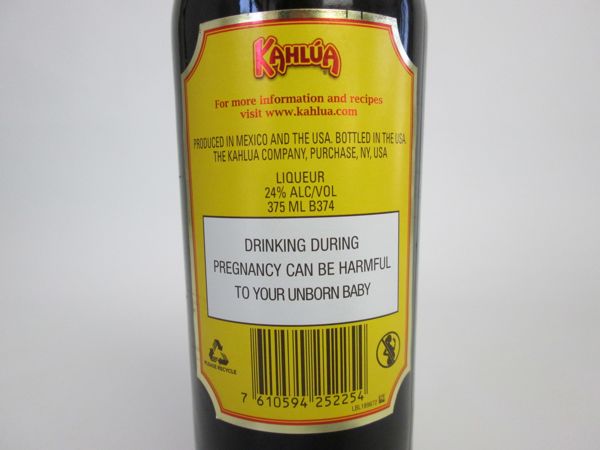 KAHLÚA
For more information and recipes
visit www.kahlua.com
PRODUCED IN MEXICO AND THE USA. BOTTLED IN THE USA.
THE KAHLUA COMPANY, PURCHASE, NY, USA
LIQUEUR
24% ALC/VOL
375 ML B374
DRINKING DURING
PREGNANCY CAN BE HARMFUL
TO YOUR UNBORN BABY
PLEASE RECYCLE
7 610594 252254